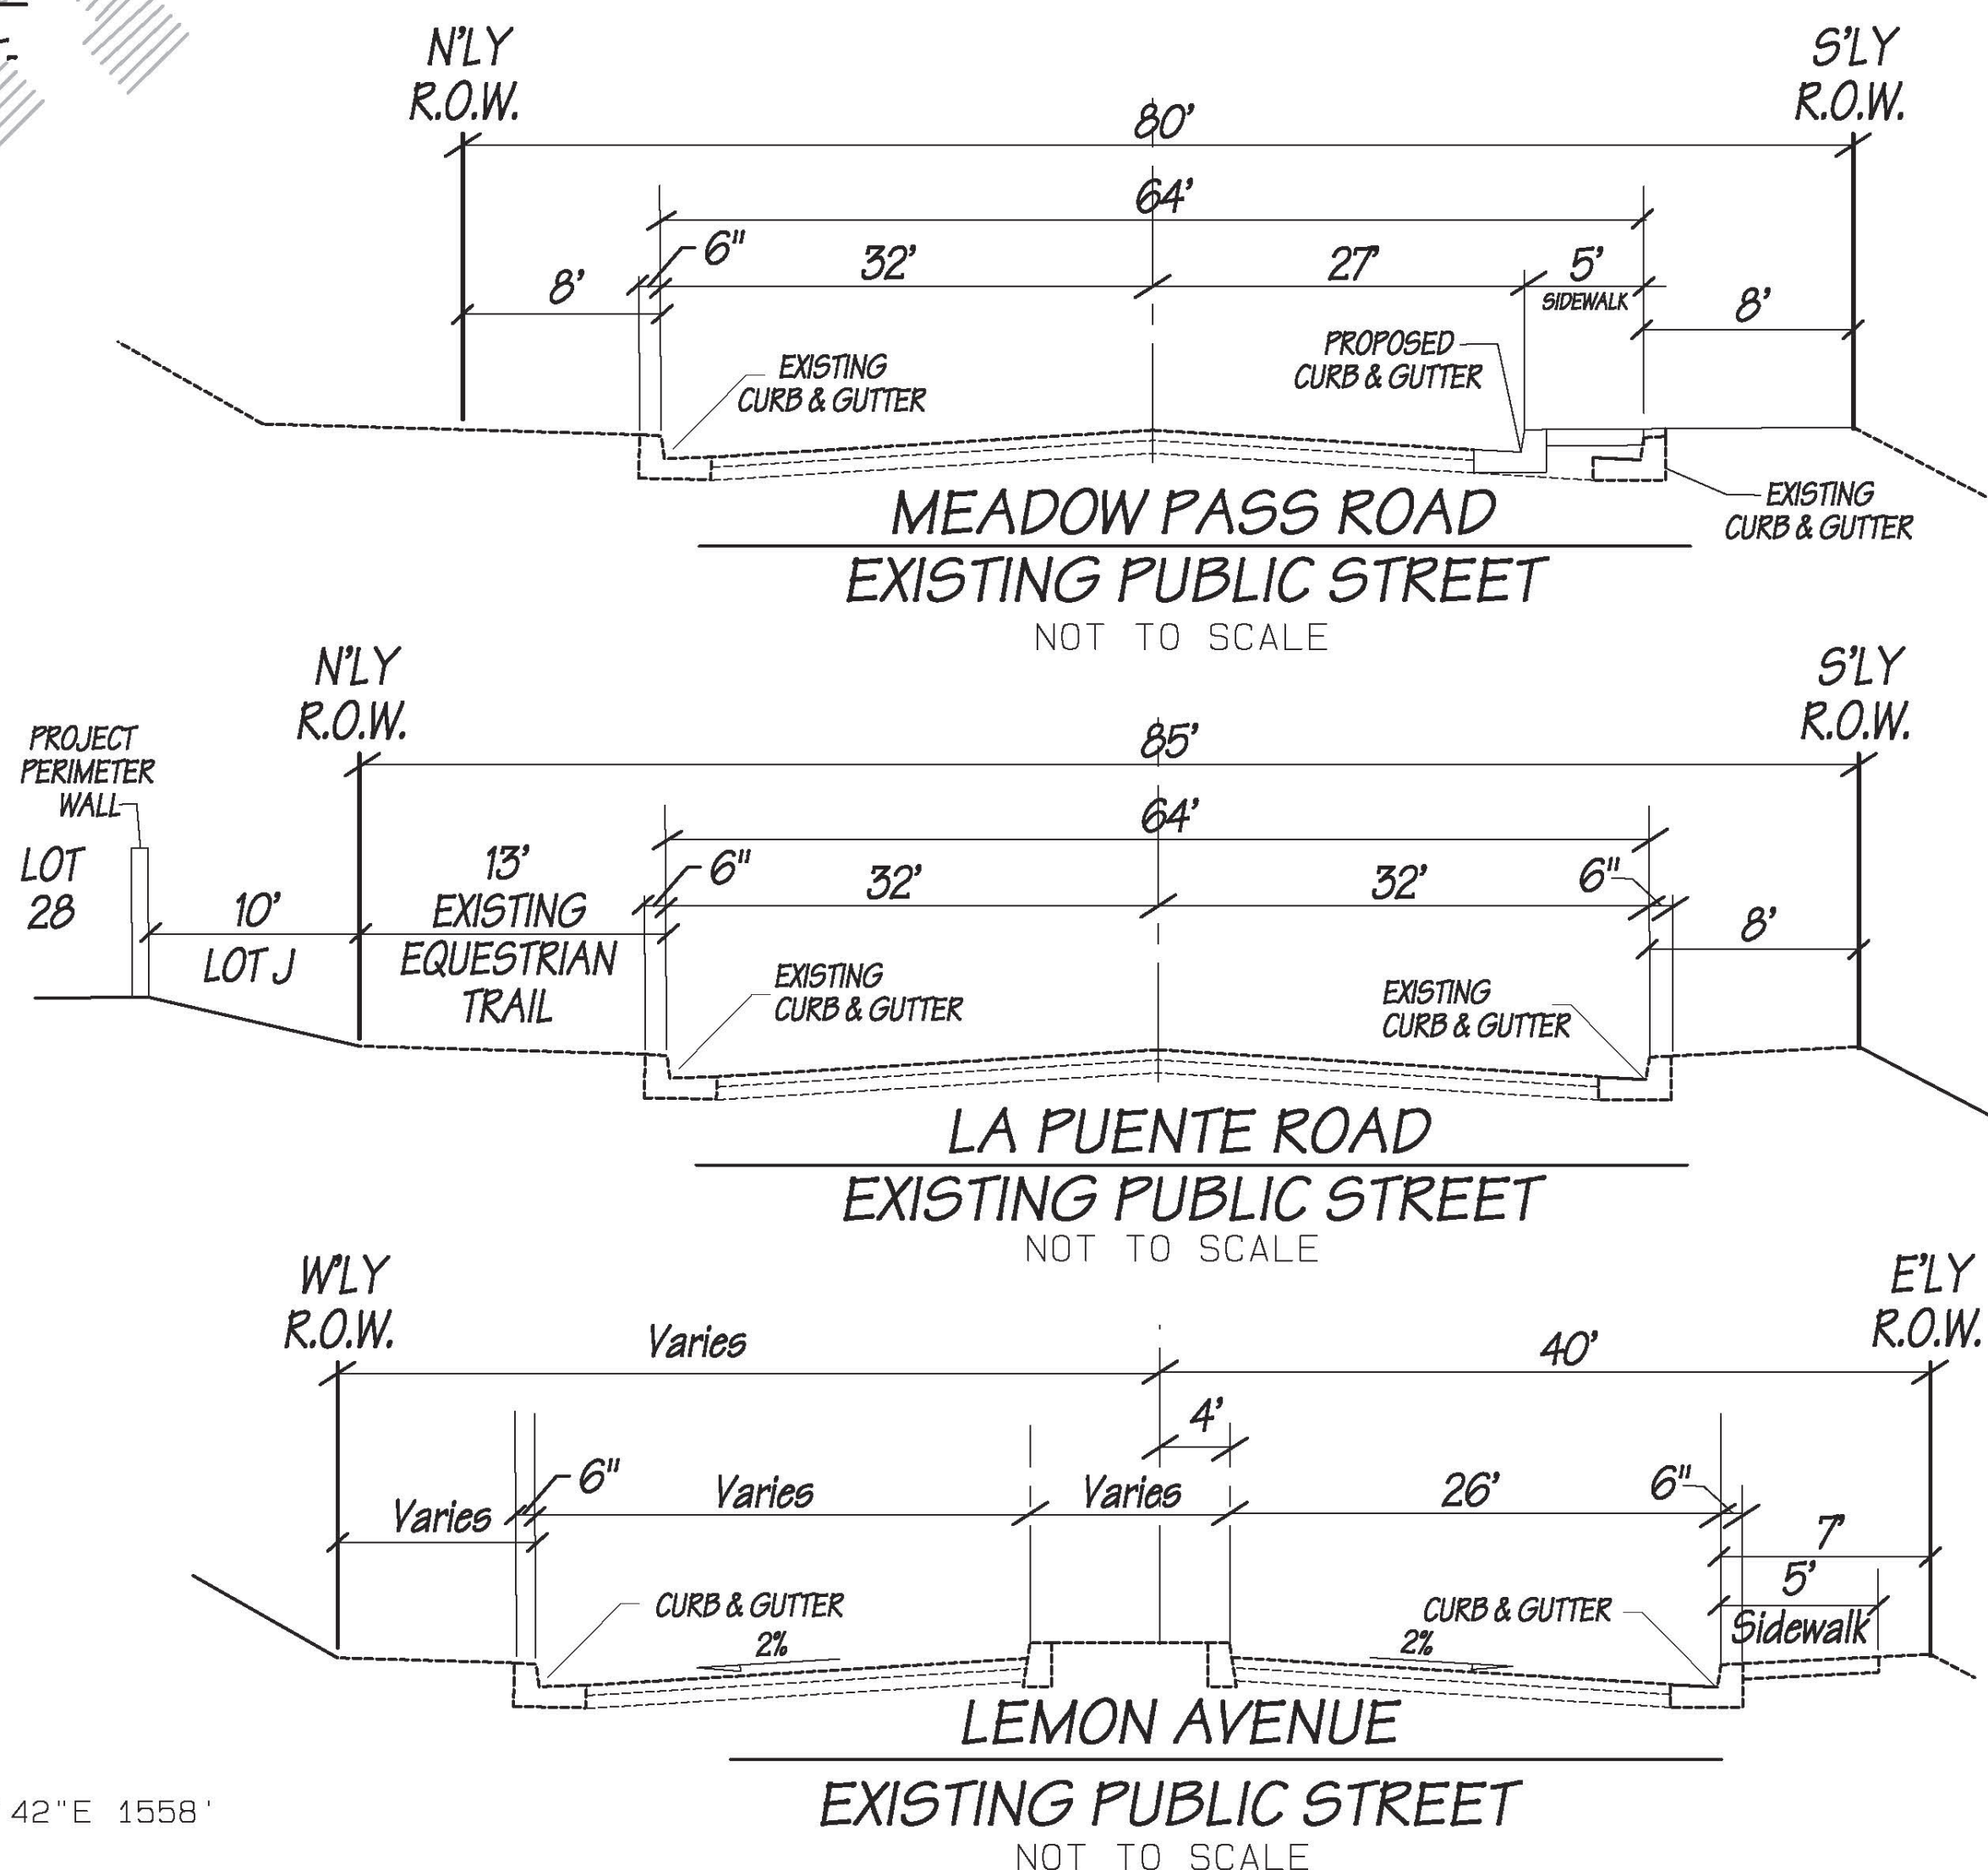 N'LY
R.O.W.
S'LY
R.O.W.
80'
64'
6"
32'
27'
5'
SIDEWALK
8'
8'
EXISTING
CURB & GUTTER
PROPOSED
CURB & GUTTER
EXISTING
CURB & GUTTER
MEADOW PASS ROAD
EXISTING PUBLIC STREET
NOT TO SCALE
N'LY
R.O.W.
S'LY
R.O.W.
PROJECT
PERIMETER
WALL
LOT
28
85'
64'
6"
32'
32'
6"
8'
10'
LOT J
13'
EXISTING
EQUESTRIAN
TRAIL
EXISTING
CURB & GUTTER
EXISTING
CURB & GUTTER
LA PUENTE ROAD
EXISTING PUBLIC STREET
NOT TO SCALE
W'LY
R.O.W.
E'LY
R.O.W.
Varies
40'
4'
6"
Varies
Varies
Varies
26'
6"
7'
5'
Sidewalk
CURB & GUTTER
2%
CURB & GUTTER
2%
LEMON AVENUE
EXISTING PUBLIC STREET
NOT TO SCALE
42"E 1558'